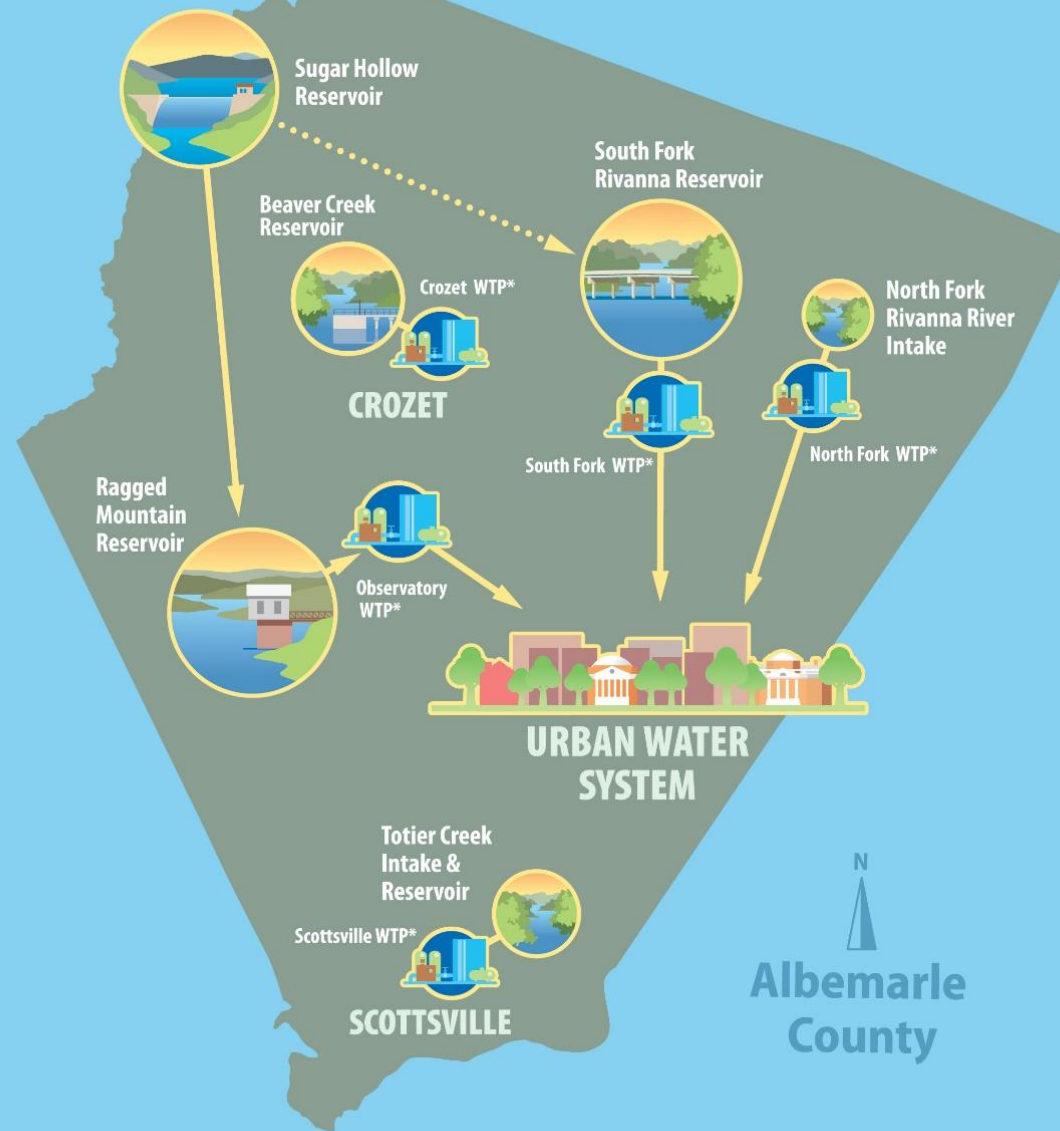 Sugar Hollow
Reservoir
South Fork
Rivanna Reservoir
Beaver Creek
Reservoir
Crozet WTP*
North Fork
Rivanna River
Intake
CROZET
South Fork WTP*
North Fork WTP*
Ragged
Mountain
Reservoir
Observatory
WTP*
URBAN WATER
SYSTEM
Totier Creek
Intake &
Reservoir
Scottsville WTP*
SCOTTSVILLE
N
Albemarle
County